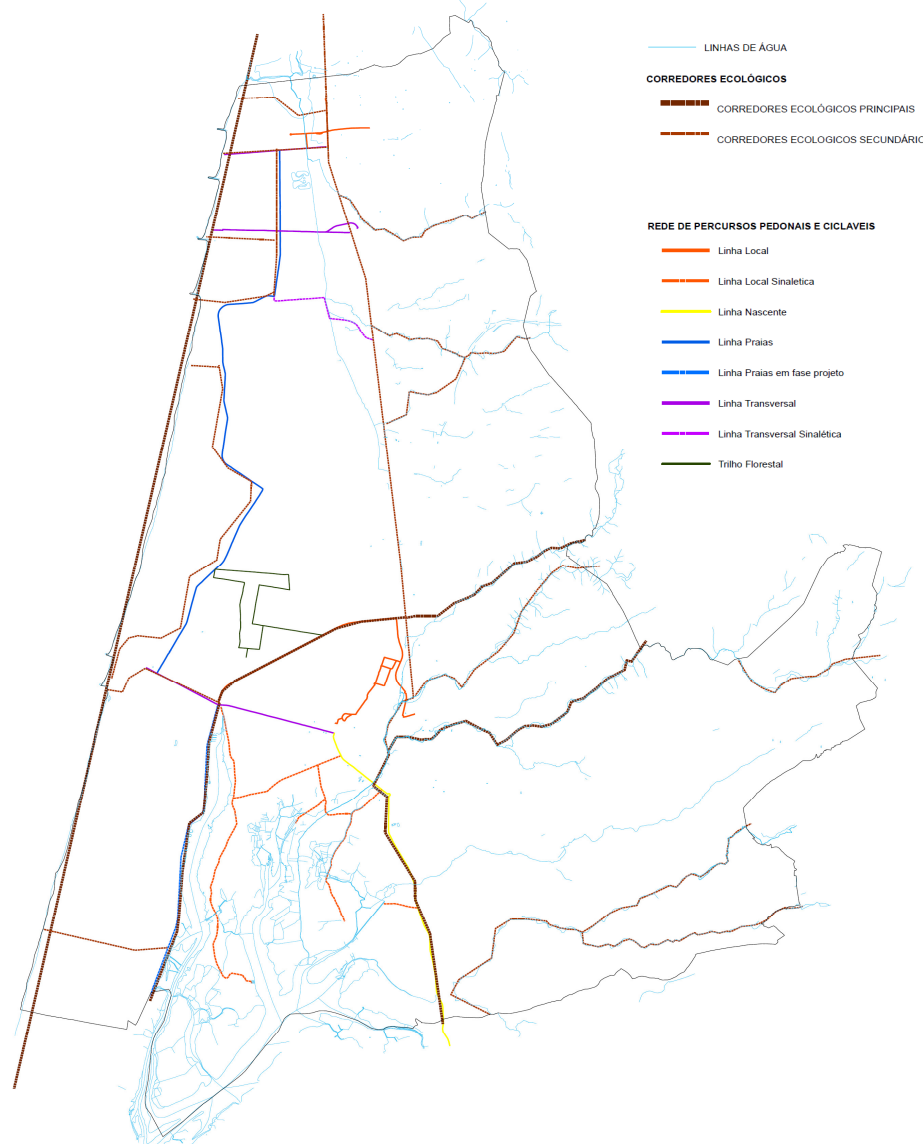 LINHAS DE ÁGUA
CORREDORES ECOLÓGICOS
CORREDORES ECOLÓGICOS PRINCIPAIS
CORREDORES ECOLOGICOS SECUNDÁRIO
REDE DE PERCURSOS PEDONAIS E CICLAVEIS
Linha Local
Linha Local Sinaletica
Linha Nascente
Linha Praias
Linha Praias em fase projeto
Linha Transversal
Linha Transversal Sinalética
Trilho Florestal